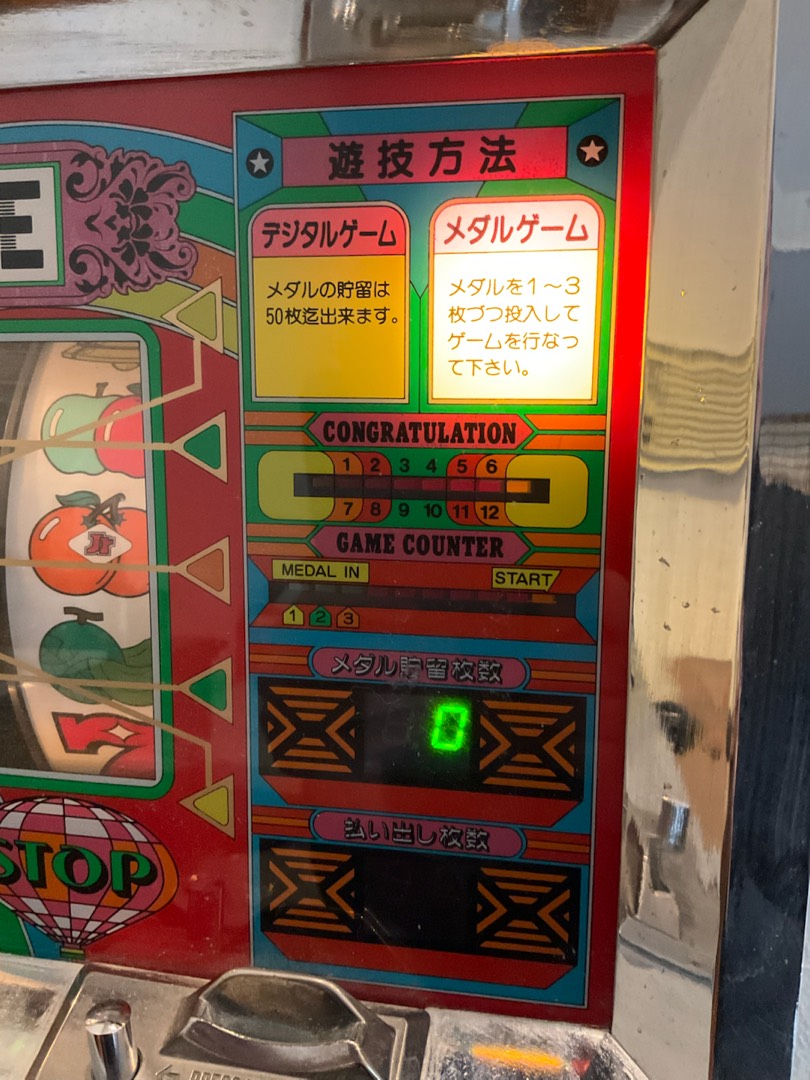 遊技方法
デジタルゲーム
メダルの貯留は
50枚迄出来ます。
メダルゲーム
メダルを1〜3
枚づつ投入して
ゲームを行なっ
て下さい。
CONGRATULATION
1 2 3 4 5 6
7 8 9 10 11 12
GAME COUNTER
MEDAL IN
START
1 2 3
メダル貯留枚数
0
払い出し枚数
E
7
STOP